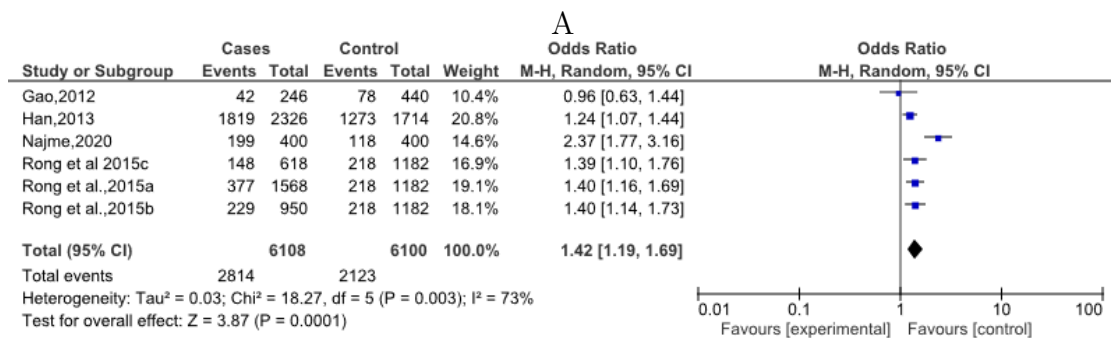 A
Cases Control Odds Ratio Odds Ratio
Study or Subgroup Events Total Events Total Weight M-H, Random, 95% CI M-H, Random, 95% CI
Gao,2012 42 246 78 440 10.4% 0.96 [0.63, 1.44]
Han,2013 1819 2326 1273 1714 20.8% 1.24 [1.07, 1.44]
Najme,2020 199 400 118 400 14.6% 2.37 [1.77, 3.16]
Rong et al 2015c 148 618 218 1182 16.9% 1.39 [1.10, 1.76]
Rong et al.,2015a 377 1568 218 1182 19.1% 1.40 [1.16, 1.69]
Rong et al.,2015b 229 950 218 1182 18.1% 1.40 [1.14, 1.73]
Total (95% CI) 6108 6100 100.0% 1.42 [1.19, 1.69]
Total events 2814 2123
Heterogeneity: Tau² = 0.03; Chi² = 18.27, df = 5 (P = 0.003); I² = 73%
Test for overall effect: Z = 3.87 (P = 0.0001)
0.01 0.1 1 10 100
Favours [experimental] Favours [control]